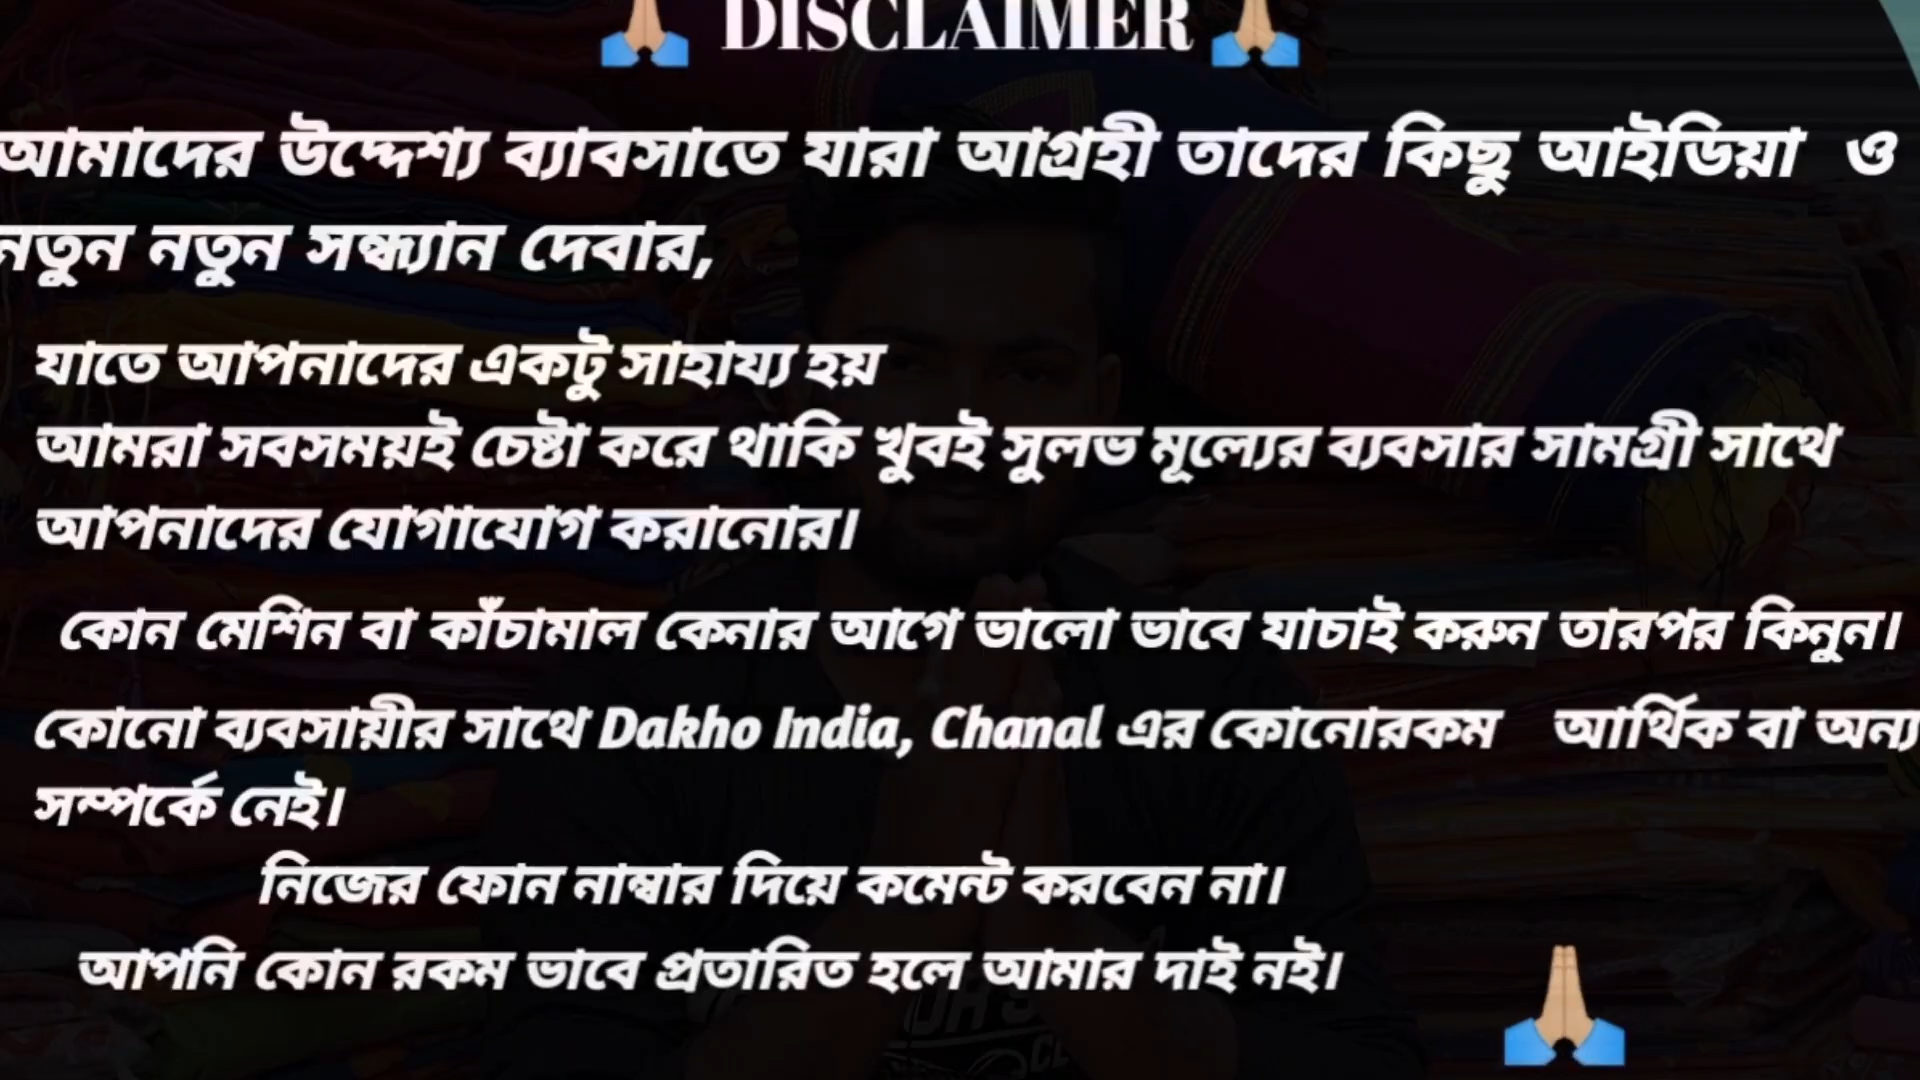 🙏🏼 DISCLAIMER 🙏🏼
আমাদের উদ্দেশ্য ব্যাবসাতে যারা আগ্রহী তাদের কিছু আইডিয়া ও
নতুন নতুন সন্ধ্যান দেবার,
যাতে আপনাদের একটু সাহায্য হয়
আমরা সবসময়ই চেষ্টা করে থাকি খুবই সুলভ মূল্যের ব্যবসার সামগ্রী সাথে
আপনাদের যোগাযোগ করানোর।
কোন মেশিন বা কাঁচামাল কেনার আগে ভালো ভাবে যাচাই করুন তারপর কিনুন।
কোনো ব্যবসায়ীর সাথে Dakho India, Chanal এর কোনোরকম আর্থিক বা অন্য
সম্পর্কে নেই।
নিজের ফোন নাম্বার দিয়ে কমেন্ট করবেন না।
আপনি কোন রকম ভাবে প্রতারিত হলে আমার দাই নই।
🙏🏼